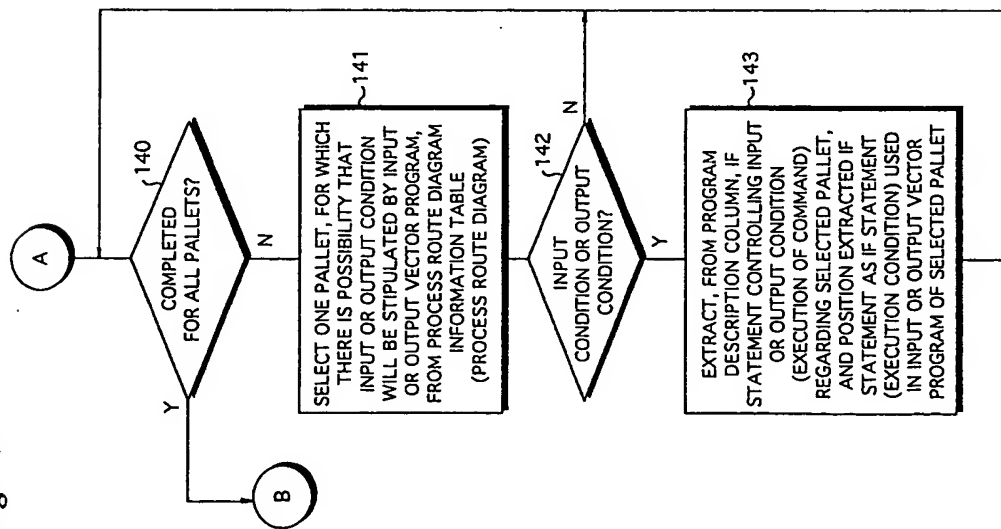 A
140
COMPLETED
FOR ALL PALLETS?
Y
N
B
141
SELECT ONE PALLET, FOR WHICH
THERE IS POSSIBILITY THAT
INPUT OR OUTPUT CONDITION
WILL BE STIPULATED BY INPUT
OR OUTPUT VECTOR PROGRAM,
FROM PROCESS ROUTE DIAGRAM
INFORMATION TABLE
(PROCESS ROUTE DIAGRAM)
142
INPUT
CONDITION OR OUTPUT
CONDITION?
N
Y
143
EXTRACT, FROM PROGRAM
DESCRIPTION COLUMN, IF
STATEMENT CONTROLLING INPUT
OR OUTPUT CONDITION
(EXECUTION OF COMMAND)
REGARDING SELECTED PALLET,
AND POSITION EXTRACTED IF
STATEMENT AS IF STATEMENT
(EXECUTION CONDITION) USED
IN INPUT OR OUTPUT VECTOR
PROGRAM OF SELECTED PALLET